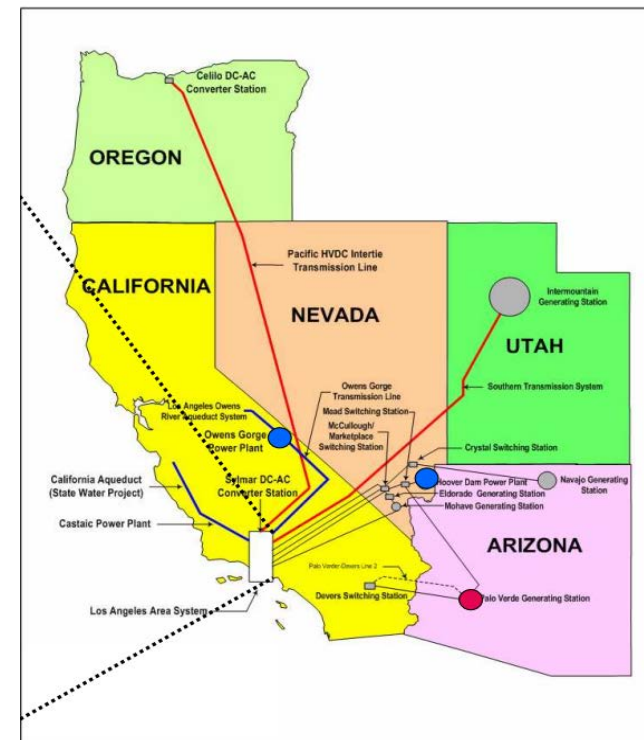 Celilo DC-AC
Converter Station
OREGON
Pacific HVDC Intertie
Transmission Line
CALIFORNIA
NEVADA
Intermountain
Generating Station
UTAH
Southern Transmission System
Owens Gorge
Transmission Line
Mead Switching Station
McCullough/
Marketplace
Switching Station
Crystal Switching Station
Los Angeles Owens
River Aqueduct System
Owens Gorge
Power Plant
Sylmar DC-AC
Converter Station
California Aqueduct
(State Water Project)
Castaic Power Plant
Hoover Dam Power Plant
Eldorado Generating Station
Mohave Generating Station
Navajo Generating
Station
ARIZONA
Palo Verde-Devers Line 2
Devers Switching Station
Palo Verde Generating Station
Los Angeles Area System